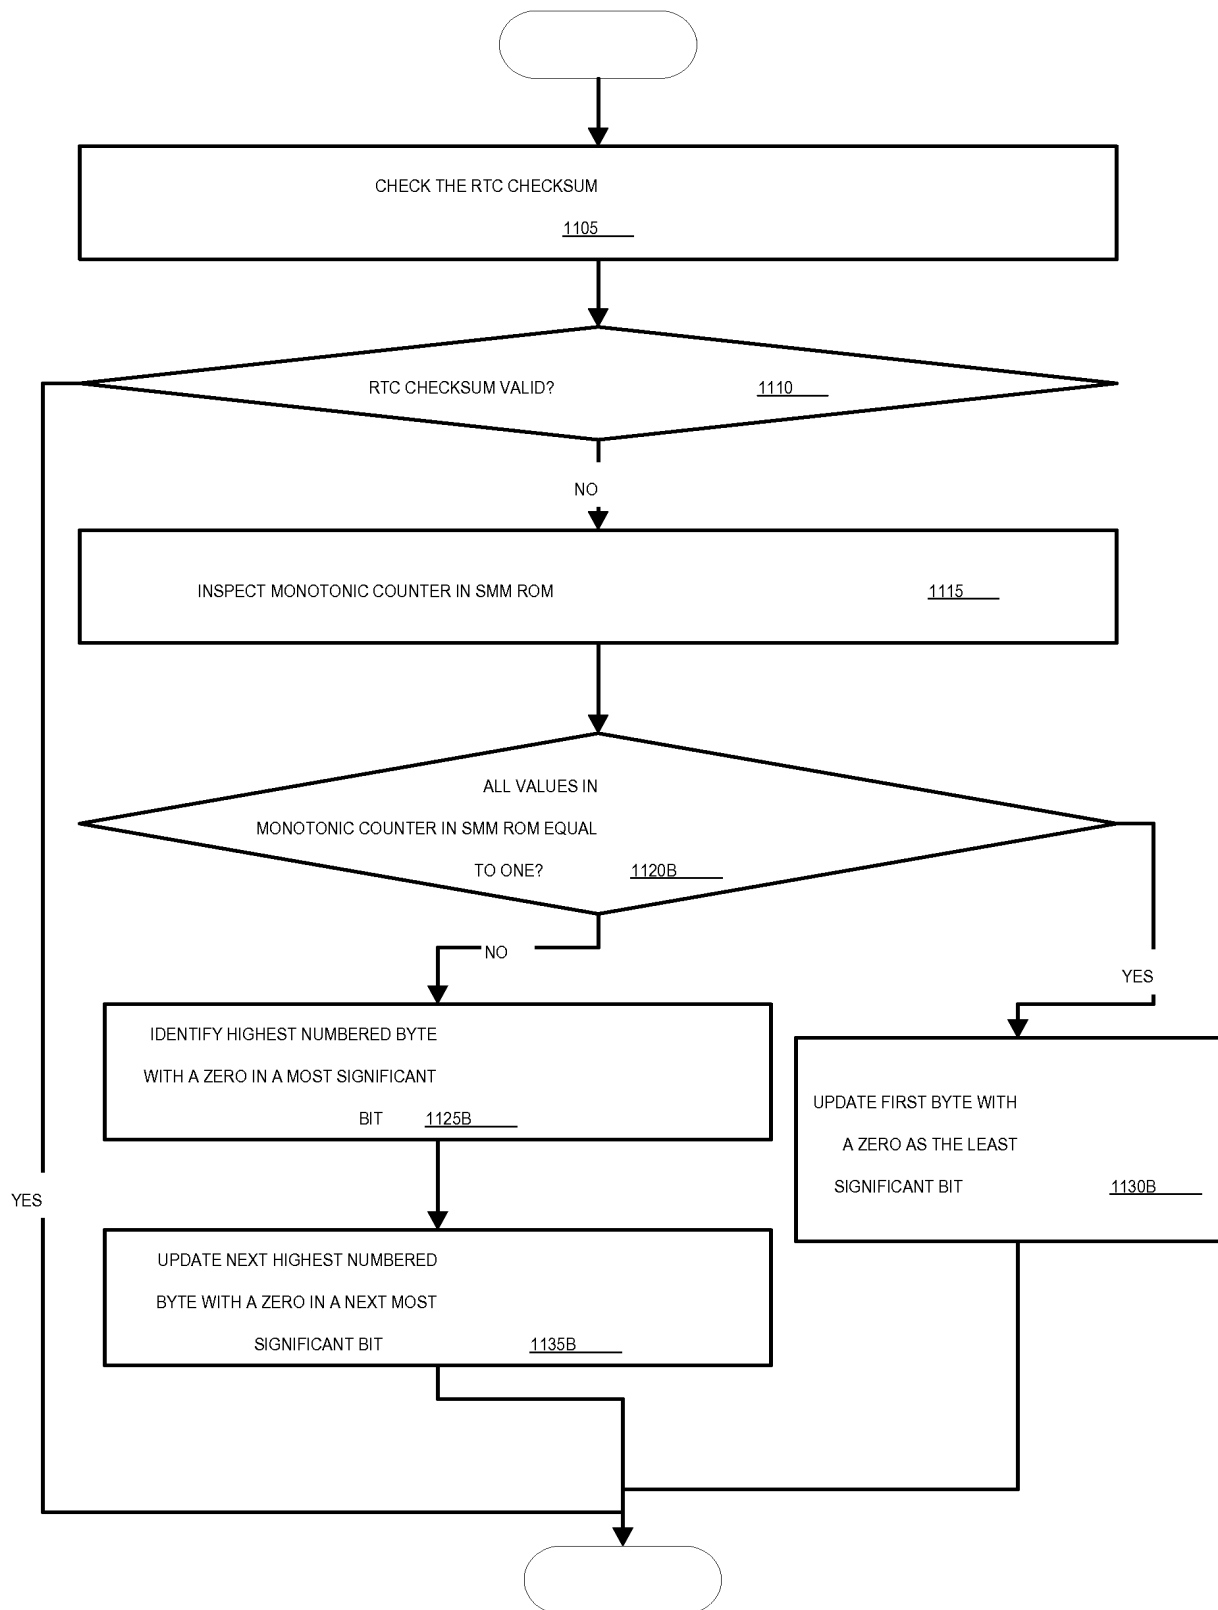 CHECK THE RTC CHECKSUM
1105
RTC CHECKSUM VALID? 1110
NO
INSPECT MONOTONIC COUNTER IN SMM ROM 1115
ALL VALUES IN
MONOTONIC COUNTER IN SMM ROM EQUAL
TO ONE? 1120B
NO
YES
IDENTIFY HIGHEST NUMBERED BYTE
WITH A ZERO IN A MOST SIGNIFICANT
BIT 1125B
UPDATE FIRST BYTE WITH
A ZERO AS THE LEAST
SIGNIFICANT BIT 1130B
YES
UPDATE NEXT HIGHEST NUMBERED
BYTE WITH A ZERO IN A NEXT MOST
SIGNIFICANT BIT 1135B